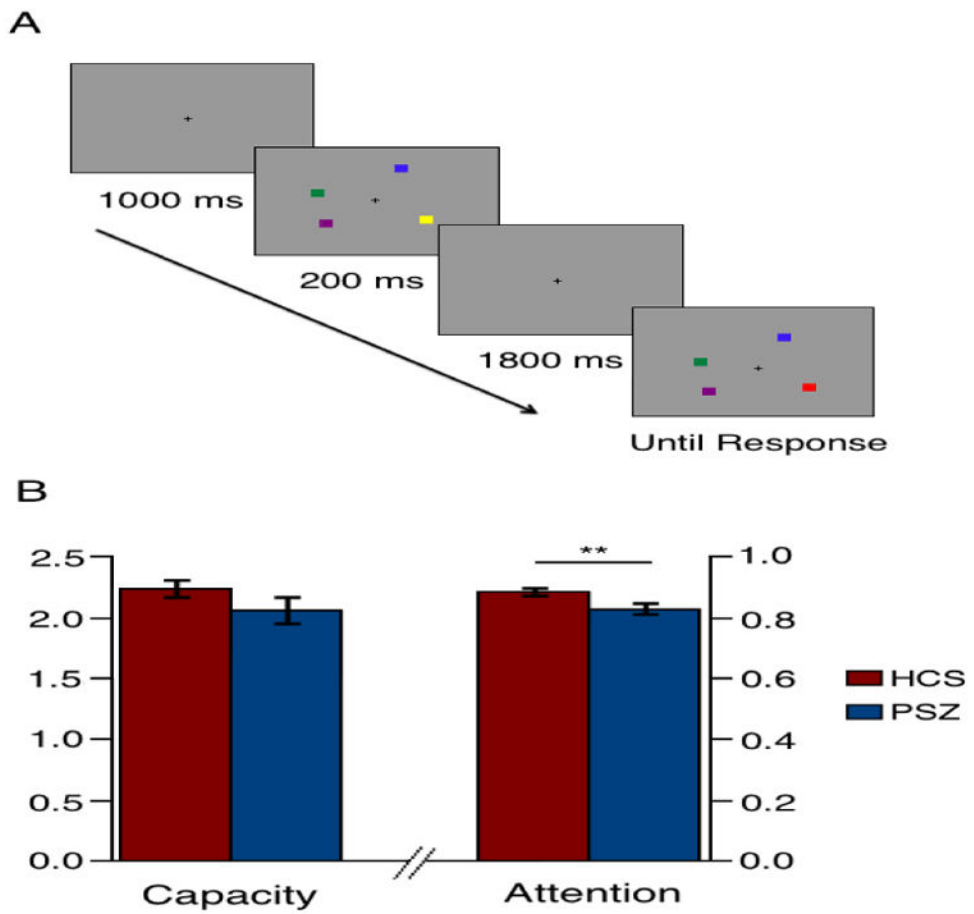 A
1000 ms
200 ms
1800 ms
Until Response
B
**
2.5
2.0
1.5
1.0
0.5
0.0
1.0
0.8
0.6
0.4
0.2
0.0
HCS
PSZ
Capacity
Attention